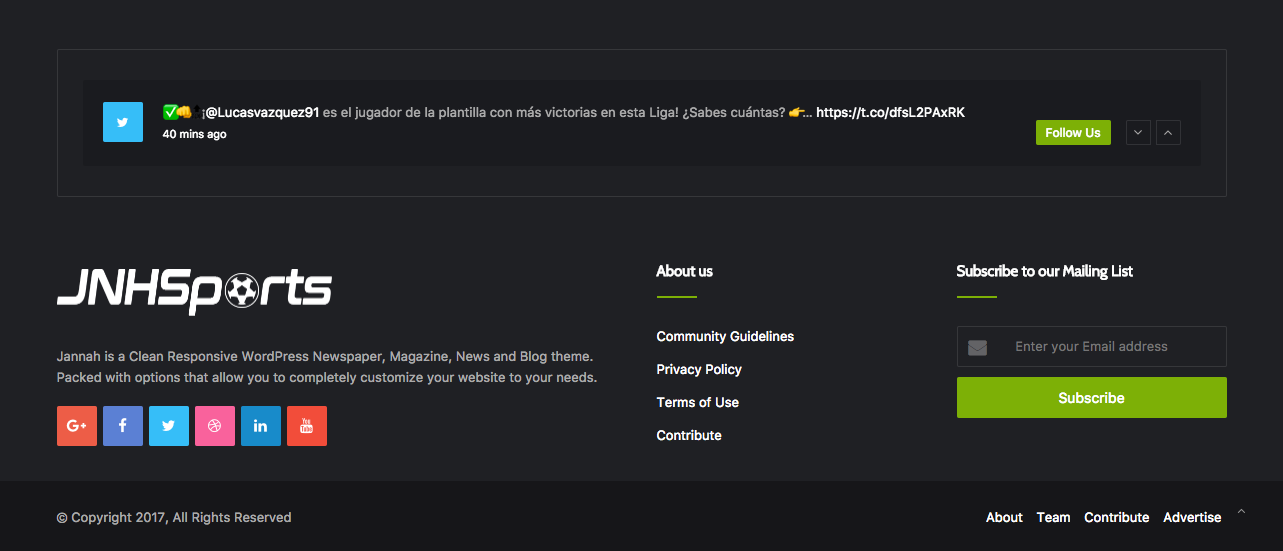 ✅👊¡@Lucasvazquez91 es el jugador de la plantilla con más victorias en esta Liga! ¿Sabes cuántas? 👉... https://t.co/dfsL2PAxRK
40 mins ago
Follow Us
JNHSports
Jannah is a Clean Responsive WordPress Newspaper, Magazine, News and Blog theme.
Packed with options that allow you to completely customize your website to your needs.
G+
f
in
You
Tube
About us
Community Guidelines
Privacy Policy
Terms of Use
Contribute
Subscribe to our Mailing List
Enter your Email address
Subscribe
© Copyright 2017, All Rights Reserved
About Team Contribute Advertise